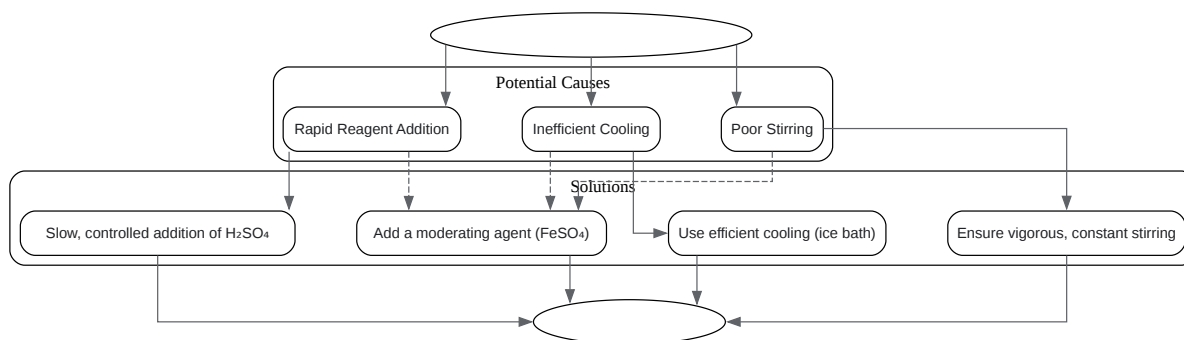 Potential Causes
Rapid Reagent Addition
Inefficient Cooling
Poor Stirring
Solutions
Slow, controlled addition of H₂SO₄
Add a moderating agent (FeSO₄)
Use efficient cooling (ice bath)
Ensure vigorous, constant stirring